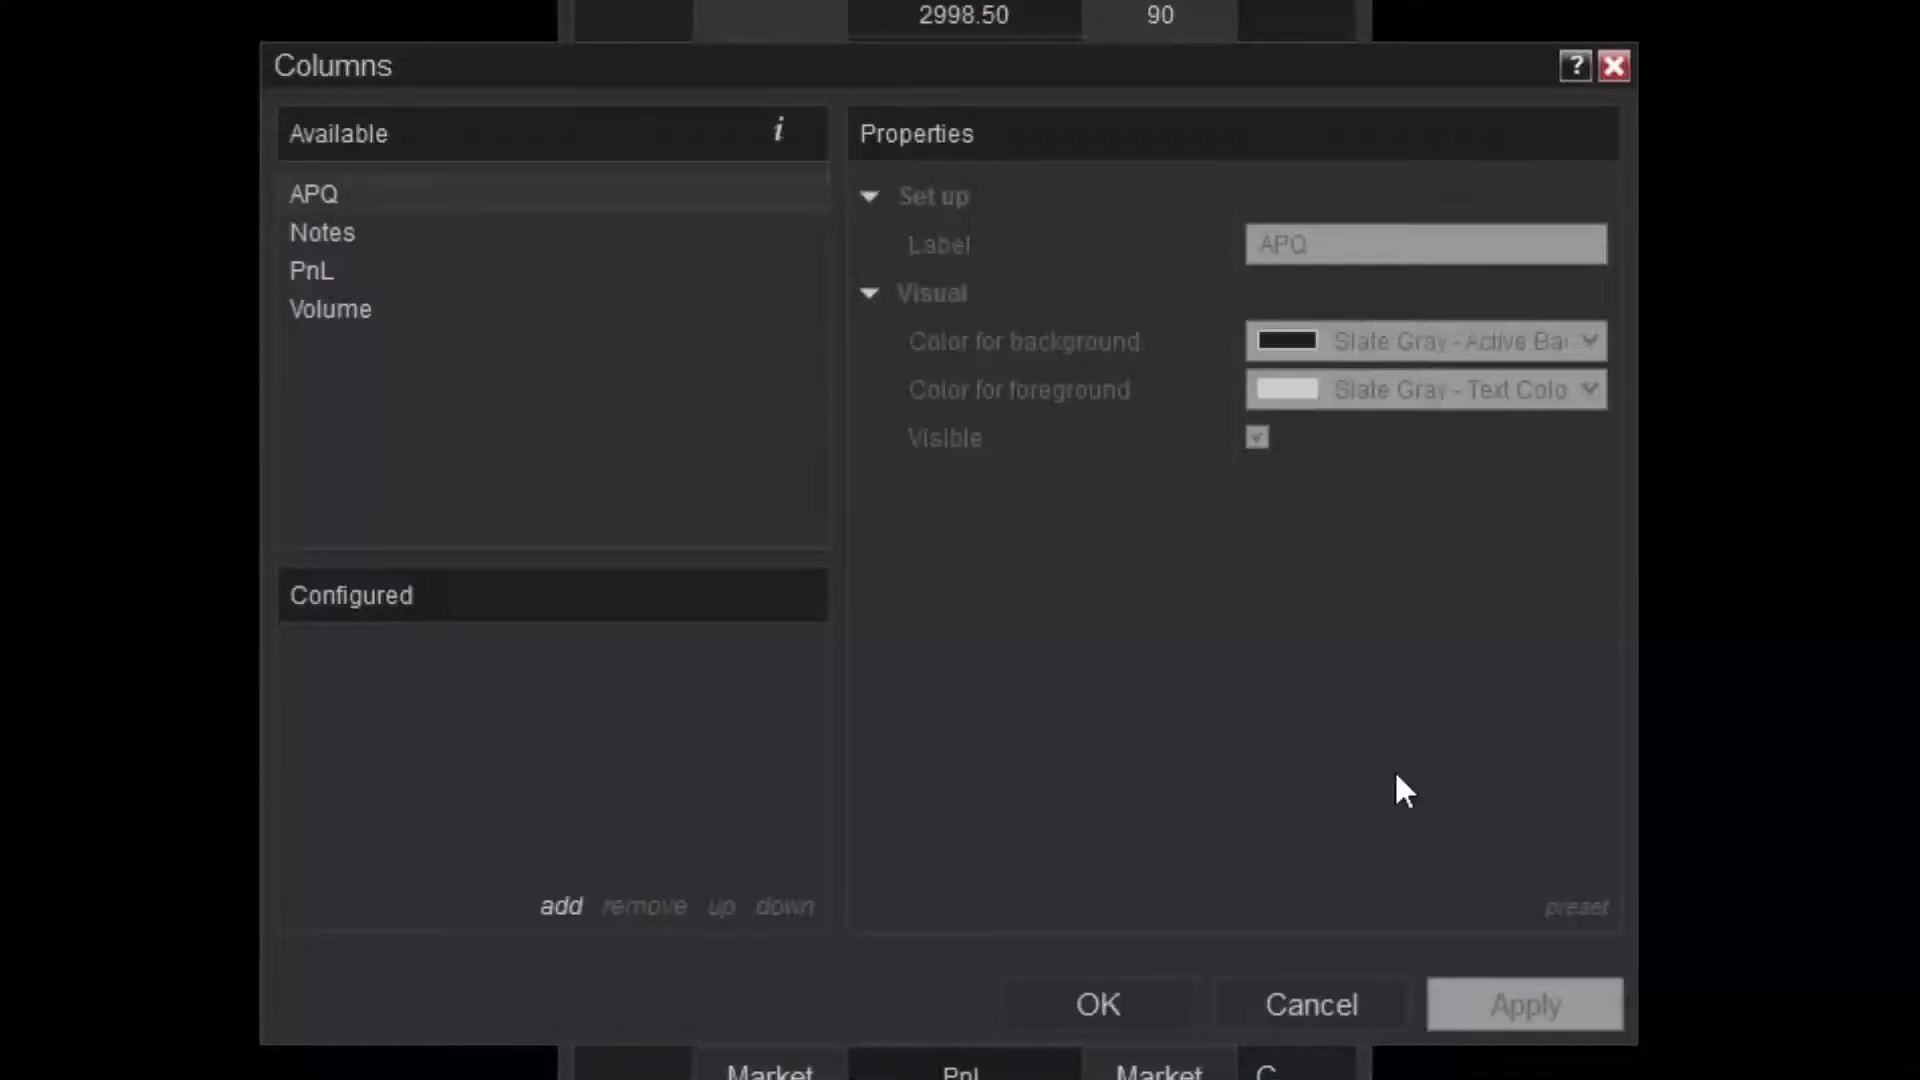 2998.50 90
Columns ?
Available i
APQ
Notes
PnL
Volume
Configured
add remove up down
Properties
Set up
Label APQ
Visual
Color for background Slate Gray - Active Ba
Color for foreground Slate Gray - Text Colo
Visible
preset
OK Cancel Apply
Market PnL Market C